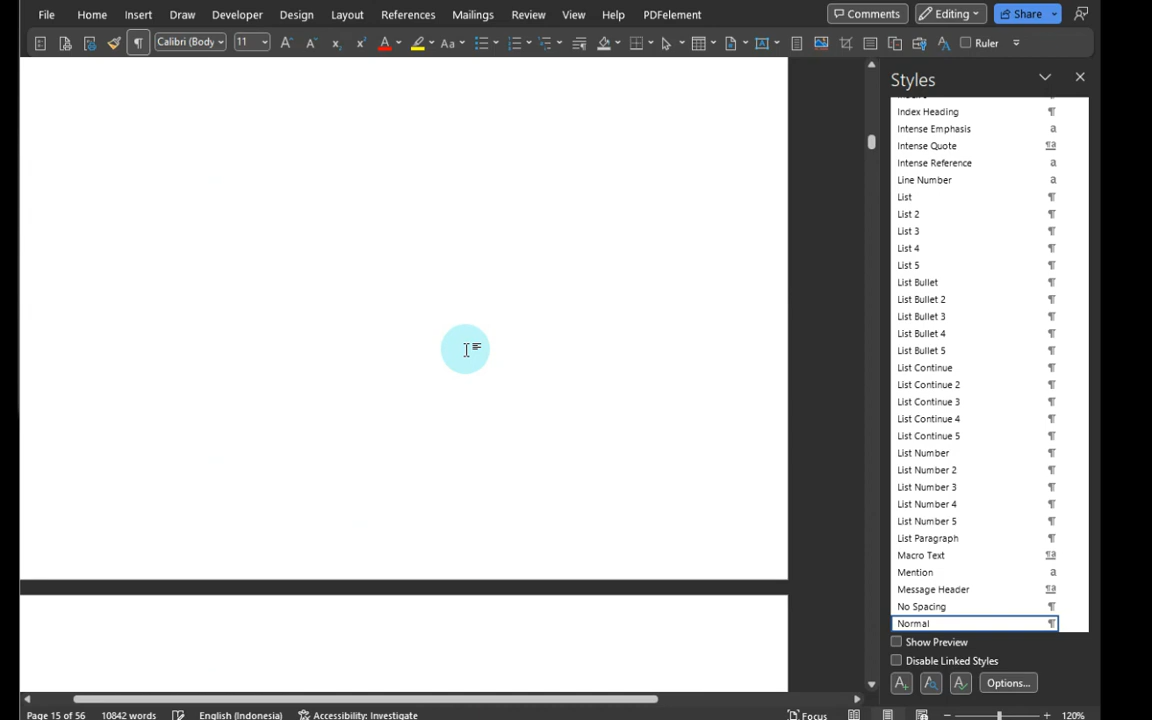 File Home Insert Draw Developer Design Layout References Mailings Review View Help PDFelement Comments Editing Share
Calibri (Body 11 Aa Ruler
Styles
Index Heading
Intense Emphasis a
Intense Quote ¶a
Intense Reference a
Line Number a
List ¶
List 2 ¶
List 3 ¶
List 4 ¶
List 5 ¶
List Bullet ¶
List Bullet 2 ¶
List Bullet 3 ¶
List Bullet 4 ¶
List Bullet 5 ¶
List Continue ¶
List Continue 2 ¶
List Continue 3 ¶
List Continue 4 ¶
List Continue 5 ¶
List Number ¶
List Number 2 ¶
List Number 3 ¶
List Number 4 ¶
List Number 5 ¶
List Paragraph ¶
Macro Text ¶a
Mention a
Message Header ¶a
No Spacing ¶
Normal ¶
Show Preview
Disable Linked Styles
Options...
Page 15 of 56 10842 words English (Indonesia) Accessibility: Investigate Focus 120%